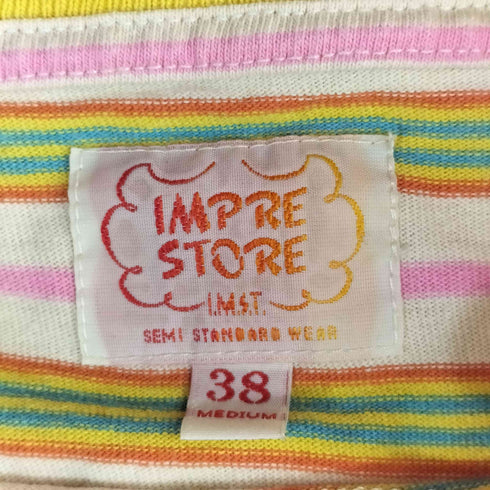 IMPRE
STORE
I.M.S.T.
SEMI STANDARD WEAR
38
MEDIUM